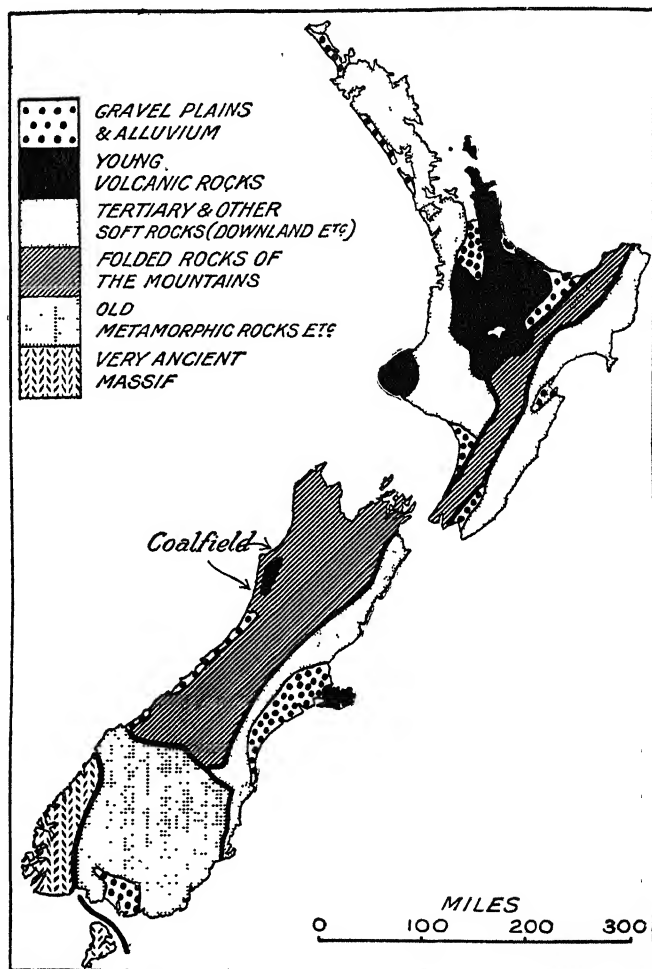 GRAVEL PLAINS
& ALLUVIUM
YOUNG
VOLCANIC ROCKS
TERTIARY & OTHER
SOFT ROCKS (DOWNLAND ETC)
FOLDED ROCKS OF
THE MOUNTAINS
OLD
METAMORPHIC ROCKS ETC
VERY ANCIENT
MASSIF
Coalfield
MILES
0 100 200 300